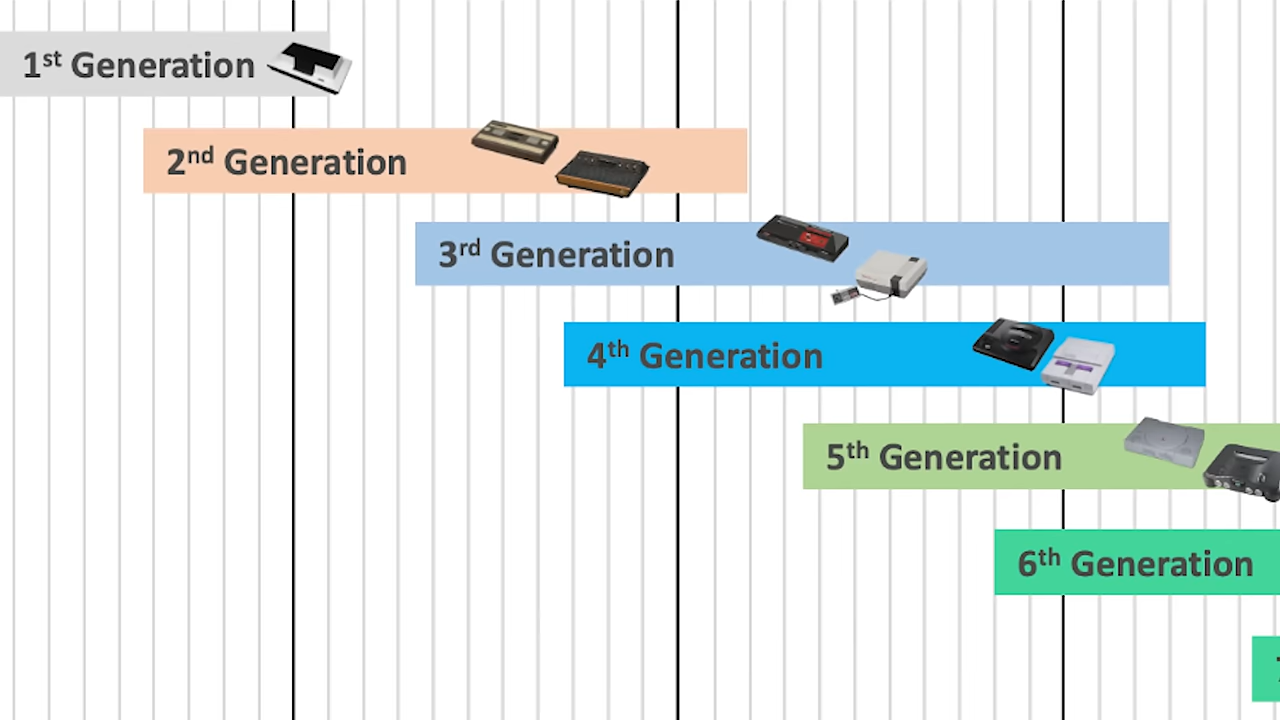 1st Generation
2nd Generation
3rd Generation
4th Generation
5th Generation
6th Generation